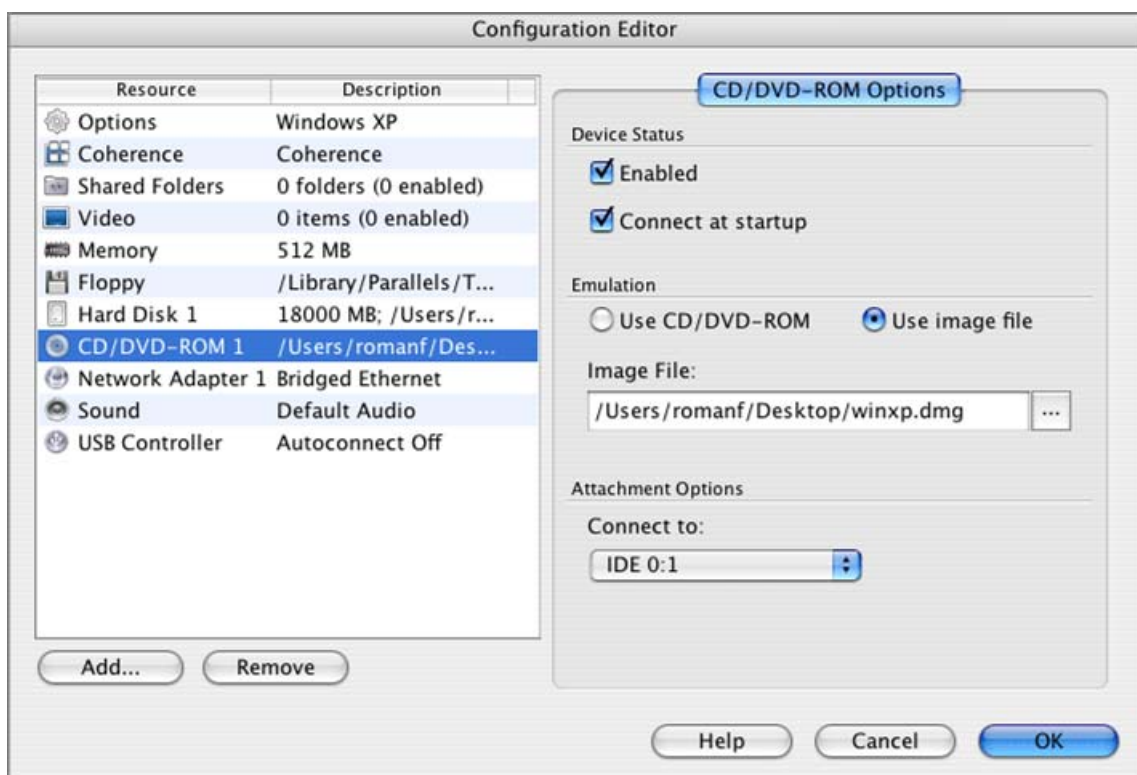 Configuration Editor
Resource Description
Options Windows XP
Coherence Coherence
Shared Folders 0 folders (0 enabled)
Video 0 items (0 enabled)
Memory 512 MB
Floppy /Library/Parallels/T...
Hard Disk 1 18000 MB; /Users/r...
CD/DVD-ROM 1 /Users/romanf/Des...
Network Adapter 1 Bridged Ethernet
Sound Default Audio
USB Controller Autoconnect Off
Add... Remove
CD/DVD-ROM Options
Device Status
Enabled
Connect at startup
Emulation
Use CD/DVD-ROM Use image file
Image File:
/Users/romanf/Desktop/winxp.dmg ...
Attachment Options
Connect to:
IDE 0:1
Help Cancel OK